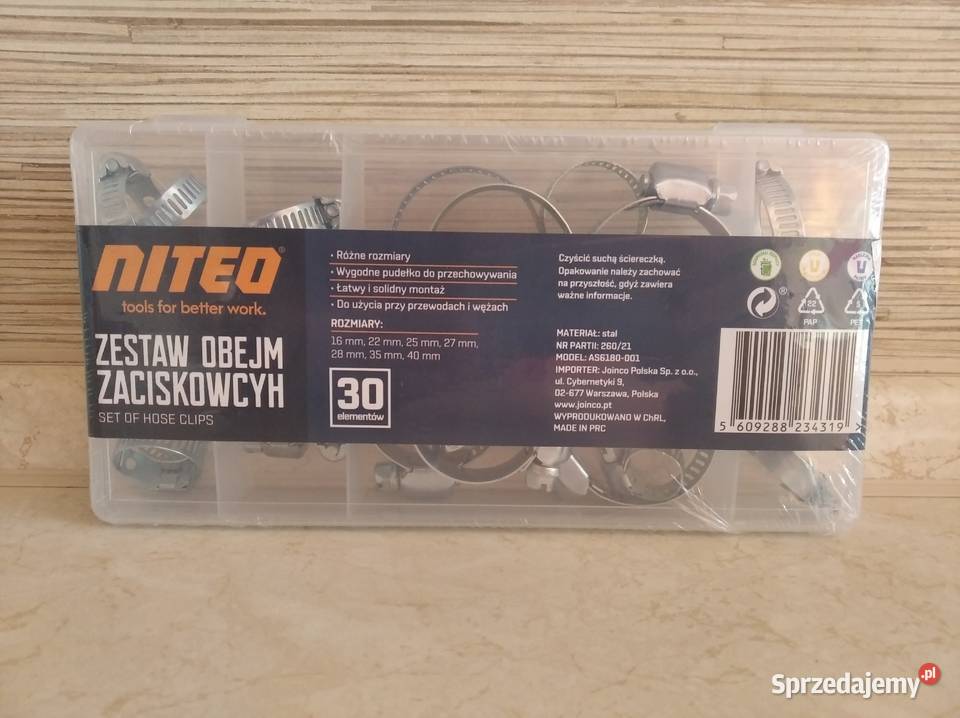 NITEO®
tools for better work.
ZESTAW OBEJM
ZACISKOWCYH
SET OF HOSE CLIPS
• Różne rozmiary
• Wygodne pudełko do przechowywania
• Łatwy i solidny montaż
• Do użycia przy przewodach i wężach
ROZMIARY:
16 mm, 22 mm, 25 mm, 27 mm,
28 mm, 35 mm, 40 mm
30
elementów
Czyścić suchą ściereczką.
Opakowanie należy zachować
na przyszłość, gdyż zawiera
ważne informacje.
MATERIAŁ: stal
NR PARTII: 260/21
MODEL: AS6180-001
IMPORTER: Joinco Polska Sp. z o.o.,
ul. Cybernetyki 9,
02-677 Warszawa, Polska
www.joinco.pl
WYPRODUKOWANO W ChRL,
MADE IN PRC
22
PAP
5 609288 234319 >
Sprzedajemy.pl